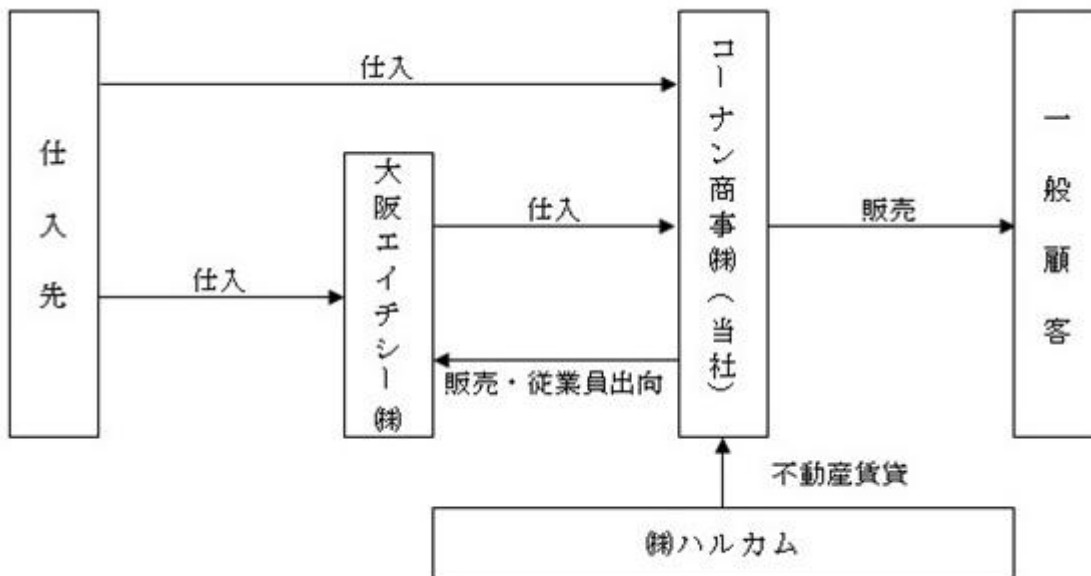 仕入先
仕入
仕入
大阪エイチシー㈱
仕入
販売・従業員出向
コーナン商事㈱（当社）
販売
一般顧客
不動産賃貸
㈱ハルカム